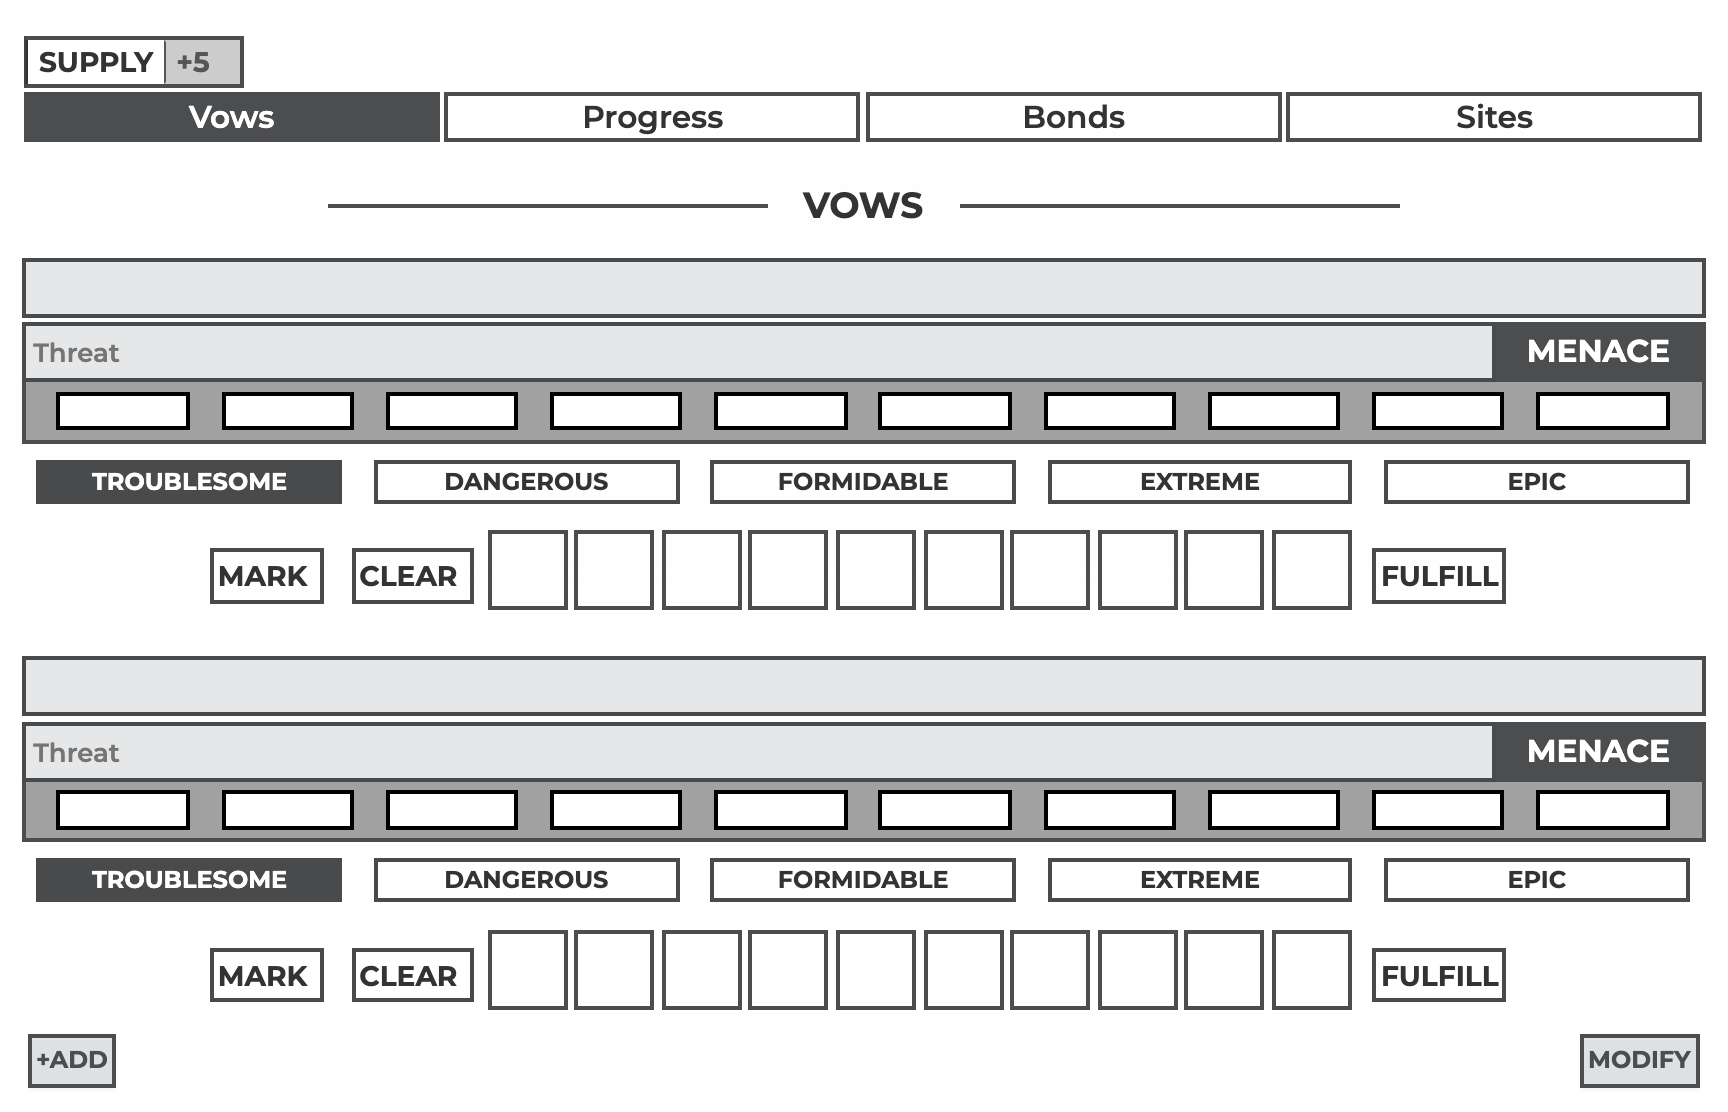 SUPPLY +5
Vows Progress Bonds Sites
VOWS
Threat MENACE
TROUBLESOME DANGEROUS FORMIDABLE EXTREME EPIC
MARK CLEAR FULFILL
Threat MENACE
TROUBLESOME DANGEROUS FORMIDABLE EXTREME EPIC
MARK CLEAR FULFILL
+ADD MODIFY